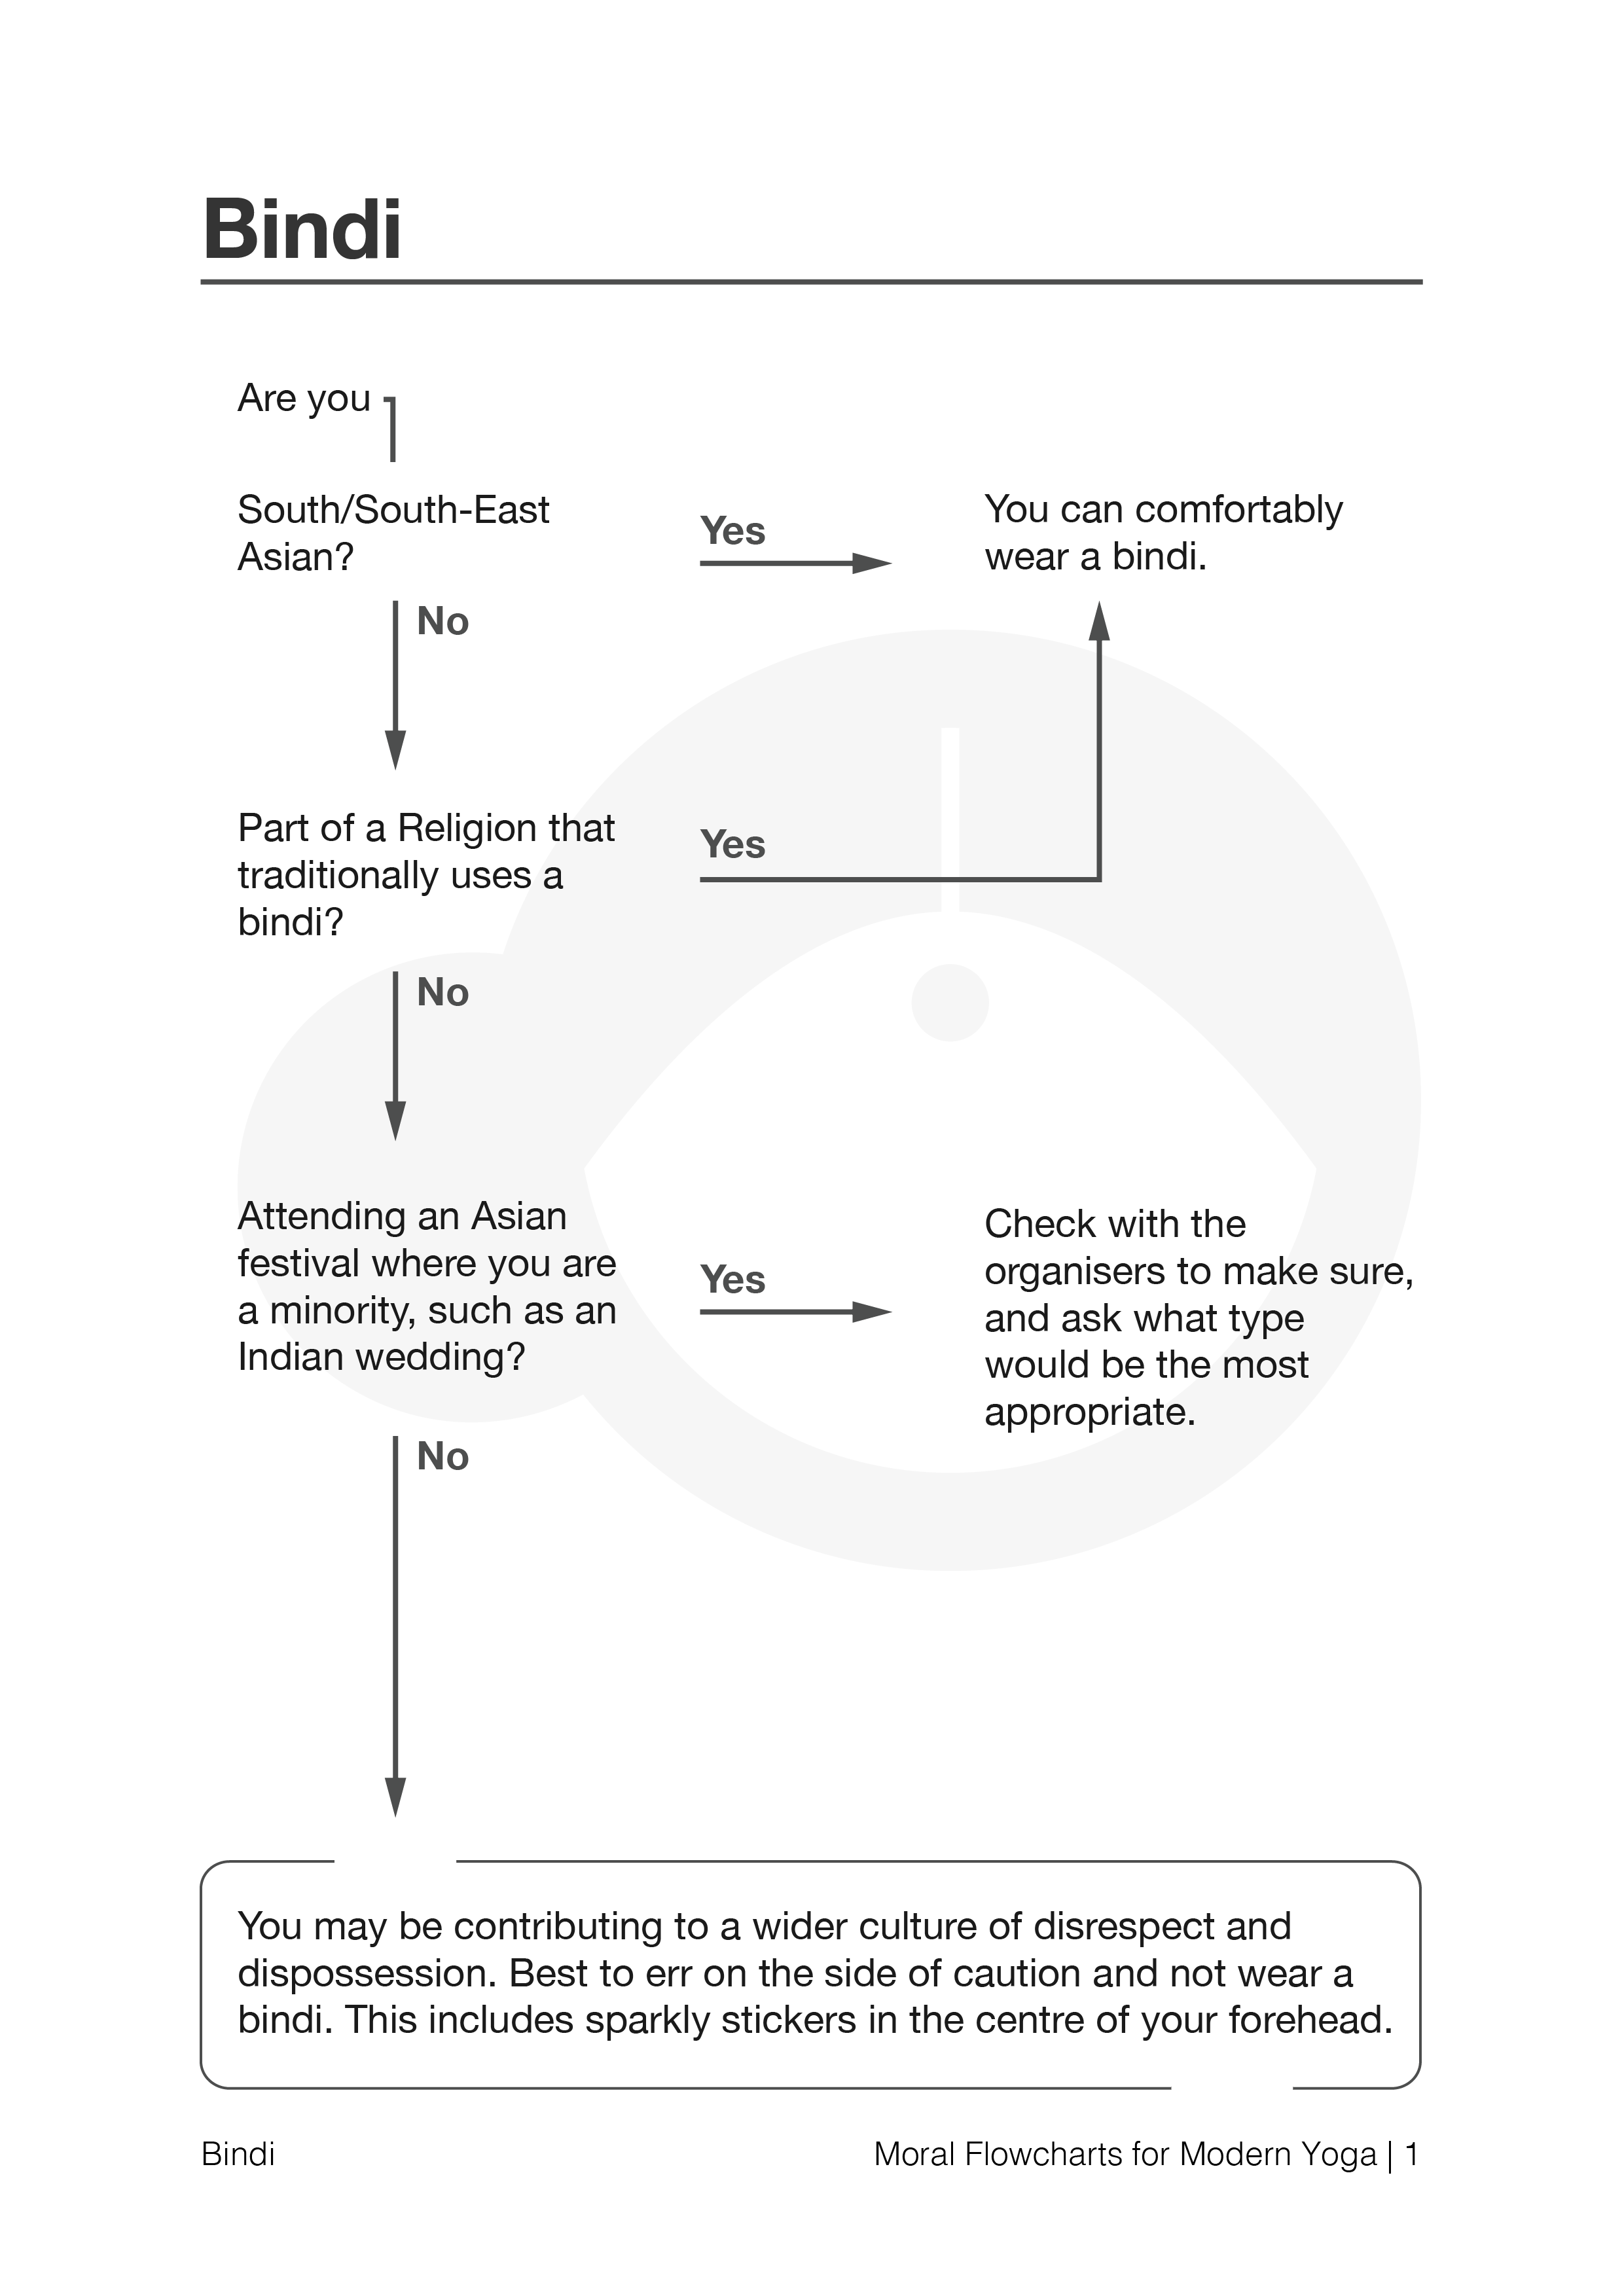 Bindi
Are you
South/South-East
Asian?
Yes
You can comfortably
wear a bindi.
No
Part of a Religion that
traditionally uses a
bindi?
Yes
No
Attending an Asian
festival where you are
a minority, such as an
Indian wedding?
Yes
Check with the
organisers to make sure,
and ask what type
would be the most
appropriate.
No
You may be contributing to a wider culture of disrespect and
dispossession. Best to err on the side of caution and not wear a
bindi. This includes sparkly stickers in the centre of your forehead.
Bindi
Moral Flowcharts for Modern Yoga | 1